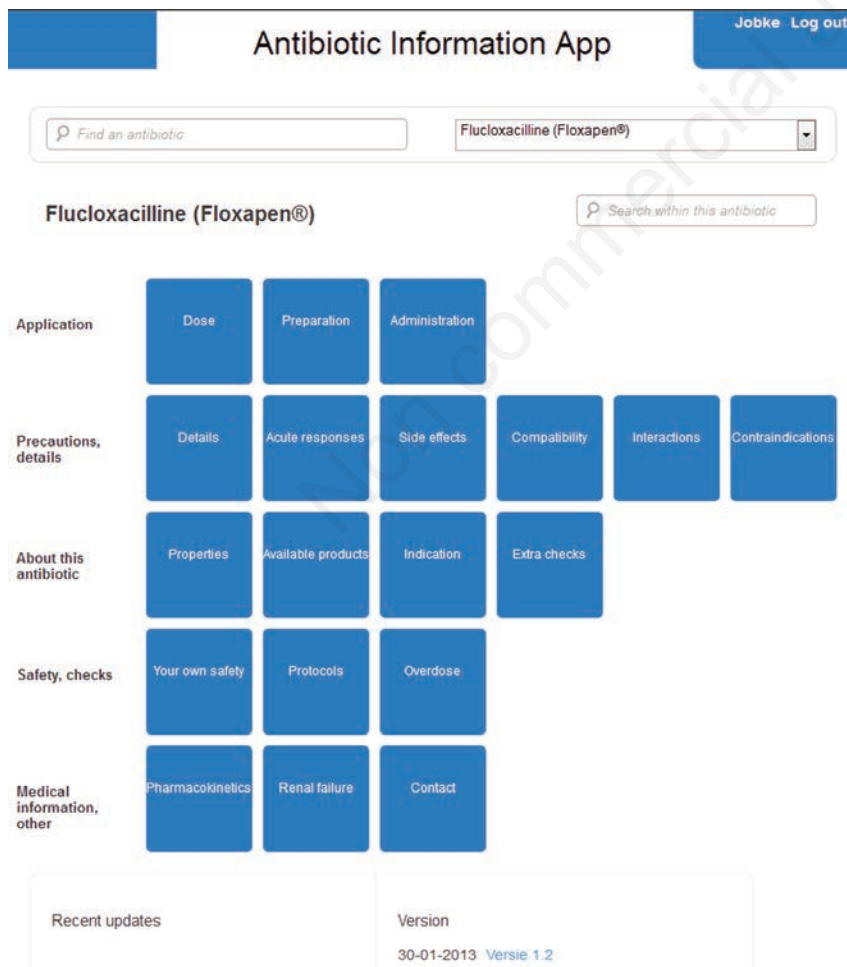 Jobke Log out
Antibiotic Information App
Find an antibiotic
Flucloxacilline (Floxapen®)
Flucloxacilline (Floxapen®)
Search within this antibiotic
Application
Dose
Preparation
Administration
Precautions,
details
Details
Acute responses
Side effects
Compatibility
Interactions
Contraindications
About this
antibiotic
Properties
Available products
Indication
Extra checks
Safety, checks
Your own safety
Protocols
Overdose
Medical
information,
other
Pharmacokinetics
Renal failure
Contact
Recent updates
Version
30-01-2013 Versie 1.2
Non commercial